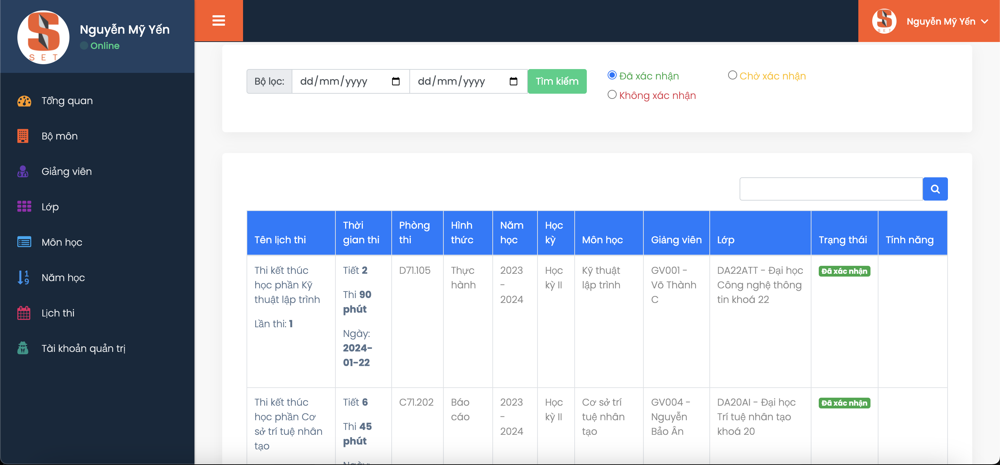 SET
Nguyễn Mỹ Yến
Online
Tổng quan
Bộ môn
Giảng viên
Lớp
Môn học
Năm học
Lịch thi
Tài khoản quản trị
SET
Nguyễn Mỹ Yến
Bộ lọc:
dd/mm/yyyy
dd/mm/yyyy
Tìm kiếm
Đã xác nhận
Chờ xác nhận
Không xác nhận
Tên lịch thi
Thời
gian thi
Phòng
thi
Hình
thức
Năm
học
Học
kỳ
Môn học
Giảng viên
Lớp
Trạng thái
Tính năng
Thi kết thúc
học phần Kỹ
thuật lập trình
Lần thi: 1
Tiết 2
Thi 90
phút
Ngày:
2024-
01-22
D71.105
Thực
hành
2023
-
2024
Học
kỳ II
Kỹ thuật
lập trình
GV001 -
Võ Thành
C
DA22ATT - Đại học
Công nghệ thông
tin khoá 22
Đã xác nhận
Thi kết thúc
học phần Cơ
sở trí tuệ nhân
tạo
Tiết 6
Thi 45
phút
Ngày:
C71.202
Báo
cáo
2023
-
2024
Học
kỳ II
Cơ sở trí
tuệ nhân
tạo
GV004 -
Nguyễn
Bảo Ân
DA20AI - Đại học
Trí tuệ nhân tạo
khoá 20
Đã xác nhận